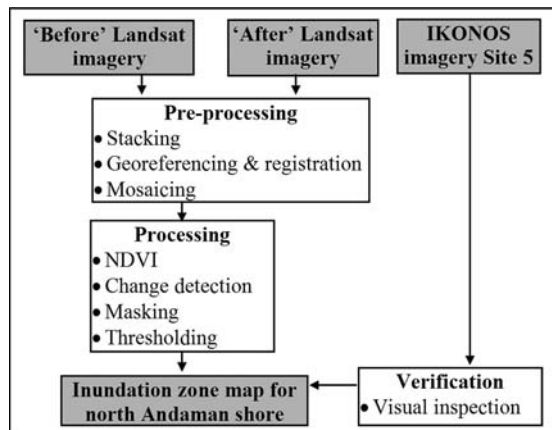 ‘Before’ Landsat
imagery
‘After’ Landsat
imagery
IKONOS
imagery Site 5
Pre-processing
• Stacking
• Georeferencing & registration
• Mosaicing
Processing
• NDVI
• Change detection
• Masking
• Thresholding
Inundation zone map for
north Andaman shore
Verification
• Visual inspection